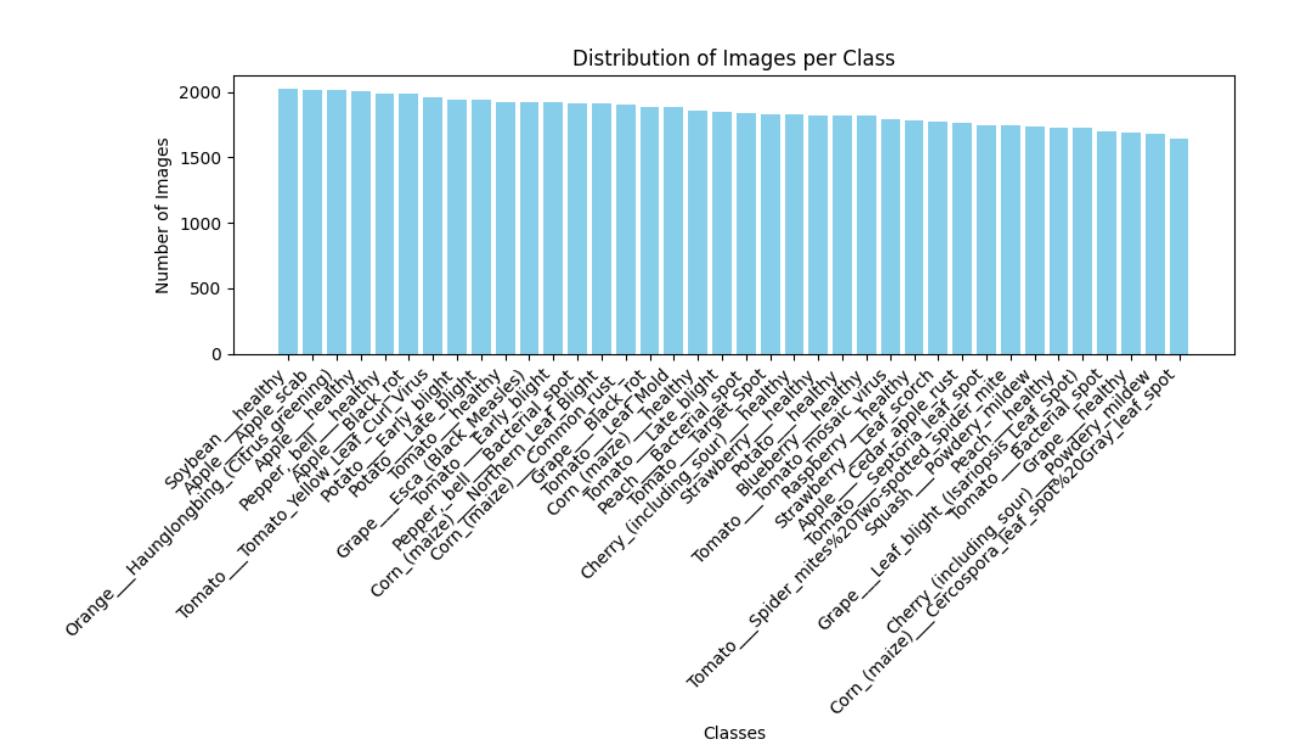 Distribution of Images per Class
Number of Images
2000
1500
1000
500
0
Soybean___healthy
Apple___Apple_scab
Orange___Haunglongbing_(Citrus_greening)
Apple___healthy
Pepper,_bell___healthy
Apple___Black_rot
Tomato___Tomato_Yellow_Leaf_Curl_Virus
Potato___Early_blight
Potato___Late_blight
Tomato___healthy
Grape___Esca_(Black_Measles)
Tomato___Early_blight
Pepper,_bell___Bacterial_spot
Corn_(maize)___Northern_Leaf_Blight
Corn_(maize)___Common_rust_
Grape___Black_rot
Tomato___Leaf_Mold
Corn_(maize)___healthy
Tomato___Late_blight
Peach___Bacterial_spot
Tomato___Target_Spot
Cherry_(including_sour)___healthy
Strawberry___healthy
Potato___healthy
Blueberry___healthy
Tomato___Tomato_mosaic_virus
Raspberry___healthy
Strawberry___Leaf_scorch
Apple___Cedar_apple_rust
Tomato___Septoria_leaf_spot
Tomato___Spider_mites%20Two-spotted_spider_mite
Squash___Powdery_mildew
Peach___healthy
Grape___Leaf_blight_(Isariopsis_Leaf_Spot)
Tomato___Bacterial_spot
Grape___healthy
Cherry_(including_sour)___Powdery_mildew
Corn_(maize)___Cercospora_leaf_spot%20Gray_leaf_spot
Classes